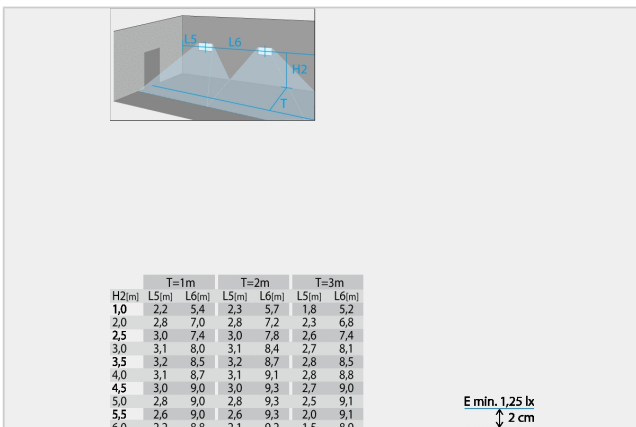 L5 L6
H2
T
T=1m T=2m T=3m
H2[m] L5[m] L6[m] L5[m] L6[m] L5[m] L6[m]
1,0 2,2 5,4 2,3 5,7 1,8 5,2
2,0 2,8 7,0 2,8 7,2 2,3 6,8
2,5 3,0 7,4 3,0 7,8 2,6 7,4
3,0 3,1 8,0 3,1 8,4 2,7 8,1
3,5 3,2 8,5 3,2 8,7 2,8 8,5
4,0 3,1 8,7 3,1 9,1 2,8 8,8
4,5 3,0 9,0 3,0 9,3 2,7 9,0
5,0 2,8 9,0 2,8 9,3 2,5 9,1
5,5 2,6 9,0 2,6 9,3 2,0 9,1
E min. 1,25 lx
2 cm